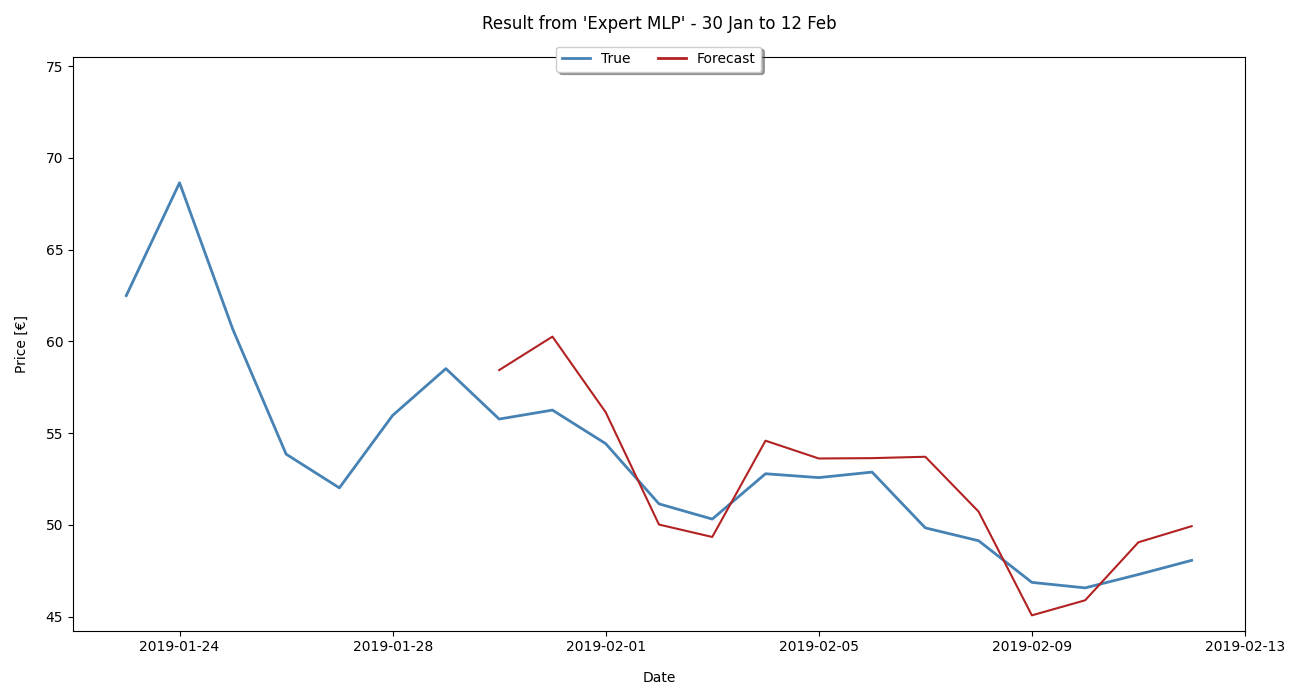 Result from 'Expert MLP' - 30 Jan to 12 Feb
True Forecast
75
70
65
60
55
50
45
Price [€]
2019-01-24 2019-01-28 2019-02-01 2019-02-05 2019-02-09 2019-02-13
Date